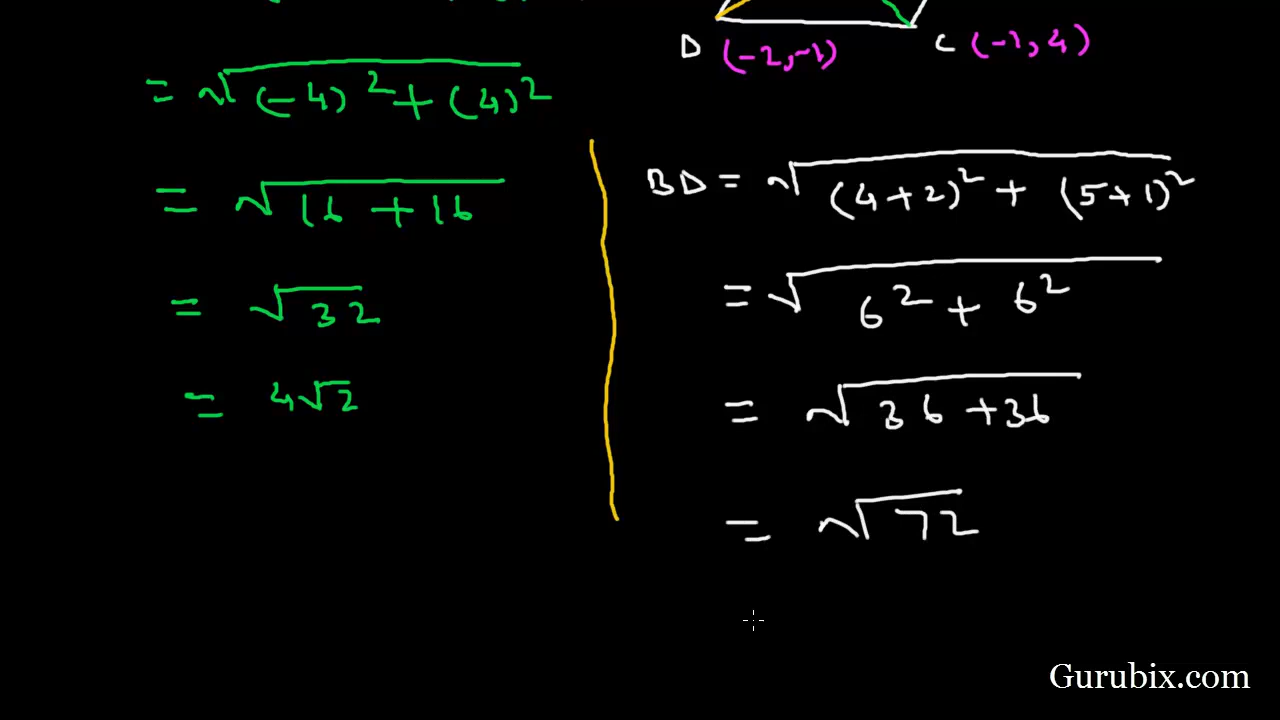 D (-2,-1) C (-1,4)
= √(-4)² + (4)²
= √16 + 16
= √32
= 4√2
BD = √(4+2)² + (5+1)²
= √6² + 6²
= √36 + 36
= √72
Gurubix.com